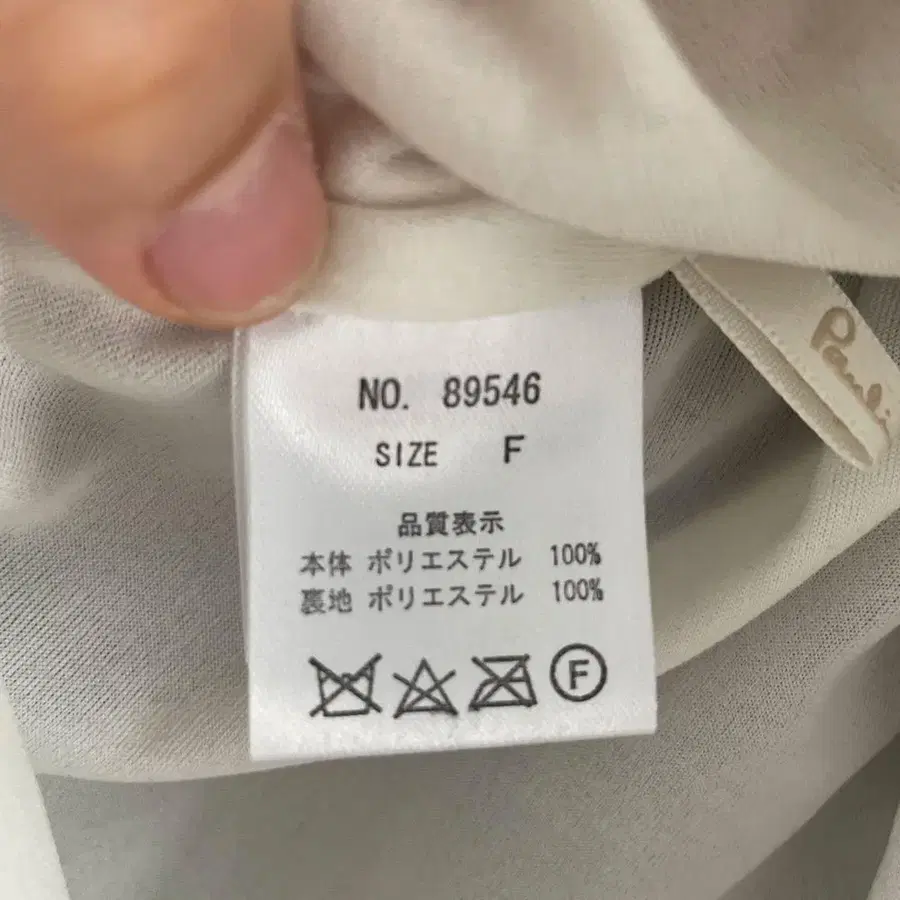 NO. 89546
SIZE F
品質表示
本体 ポリエステル 100%
裏地 ポリエステル 100%
F